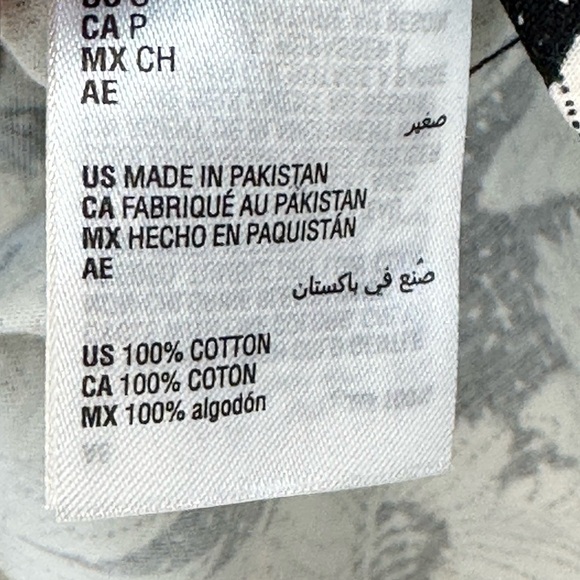 CA P
MX CH
AE
صغير
US MADE IN PAKISTAN
CA FABRIQUÉ AU PAKISTAN
MX HECHO EN PAQUISTÁN
AE
صُنع في باكستان
US 100% COTTON
CA 100% COTON
MX 100% algodón